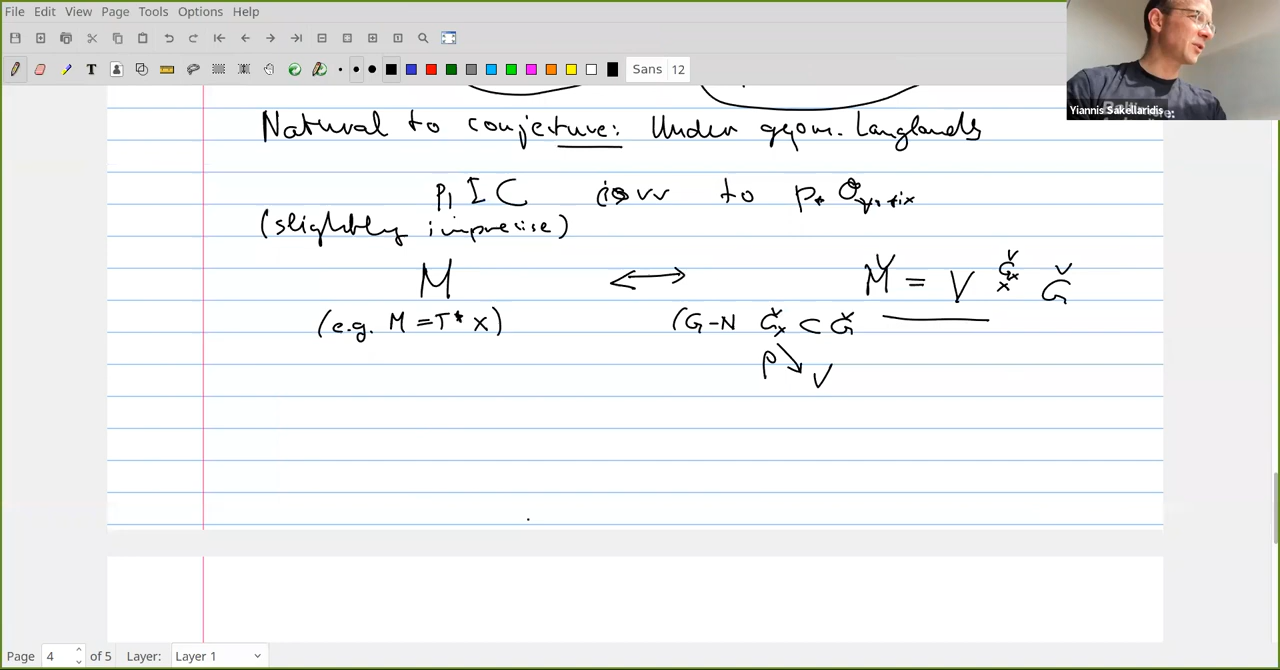 File Edit View Page Tools Options Help
T
Sans 12
Yiannis Sakellaridis
Natural to conjecture: Under geom. Langlands
p! IC corr to p*
(slightly imprecise)
M ↔ M̌ = V ×^{Ǧ_X} Ǧ
(e.g. M = T* X) (G-N Ǧ_X ⊂ Ǧ
ρ ↘ V
Page 4 of 5 Layer: Layer 1